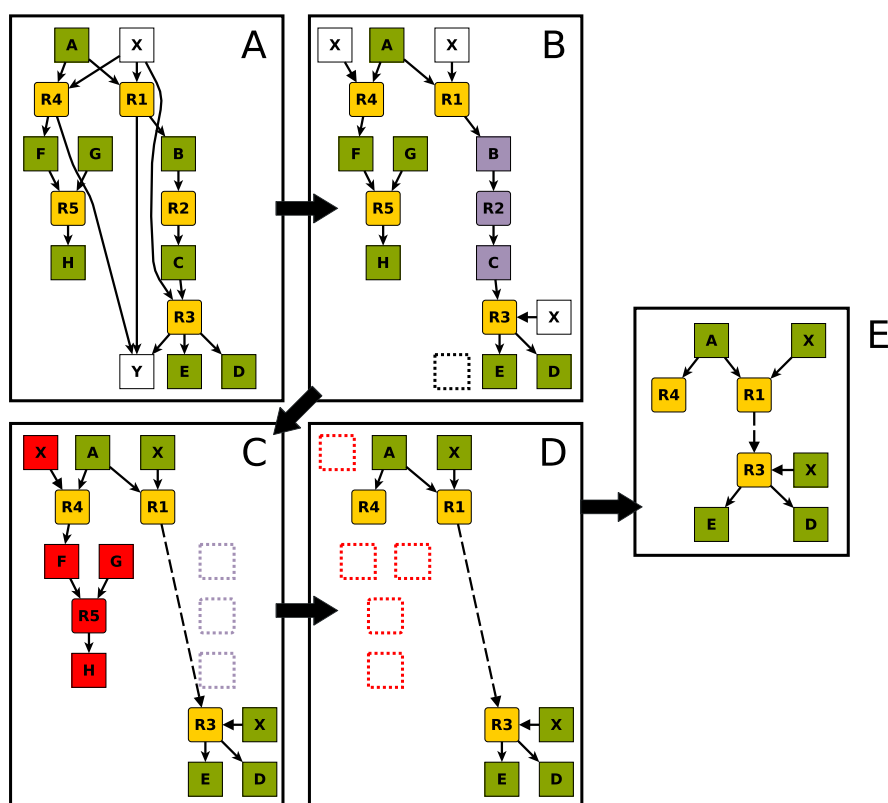 A X A
R4 R1
F G B
R5 R2
H C
R3
Y E D
X A X B
R4 R1
F G B
R5 R2
H C
R3 X
E D
X A X C
R4 R1
F G
R5
H
R3 X
E D
A X D
R4 R1
R3 X
E D
E
A X
R4 R1
R3 X
E D